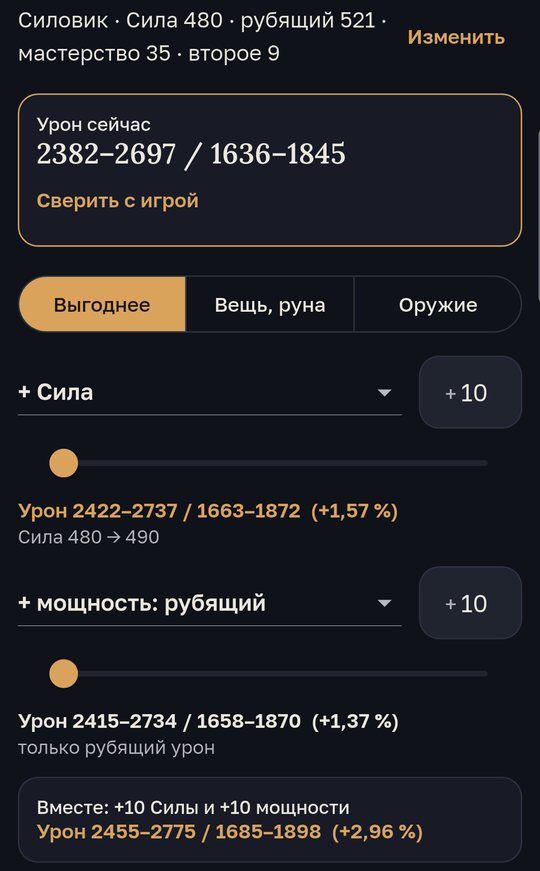 Силовик · Сила 480 · рубящий 521 ·
мастерство 35 · второе 9
Изменить
Урон сейчас
2382–2697 / 1636–1845
Сверить с игрой
Выгоднее
Вещь, руна
Оружие
+ Сила
+10
Урон 2422–2737 / 1663–1872 (+1,57 %)
Сила 480 → 490
+ мощность: рубящий
+10
Урон 2415–2734 / 1658–1870 (+1,37 %)
только рубящий урон
Вместе: +10 Силы и +10 мощности
Урон 2455–2775 / 1685–1898 (+2,96 %)